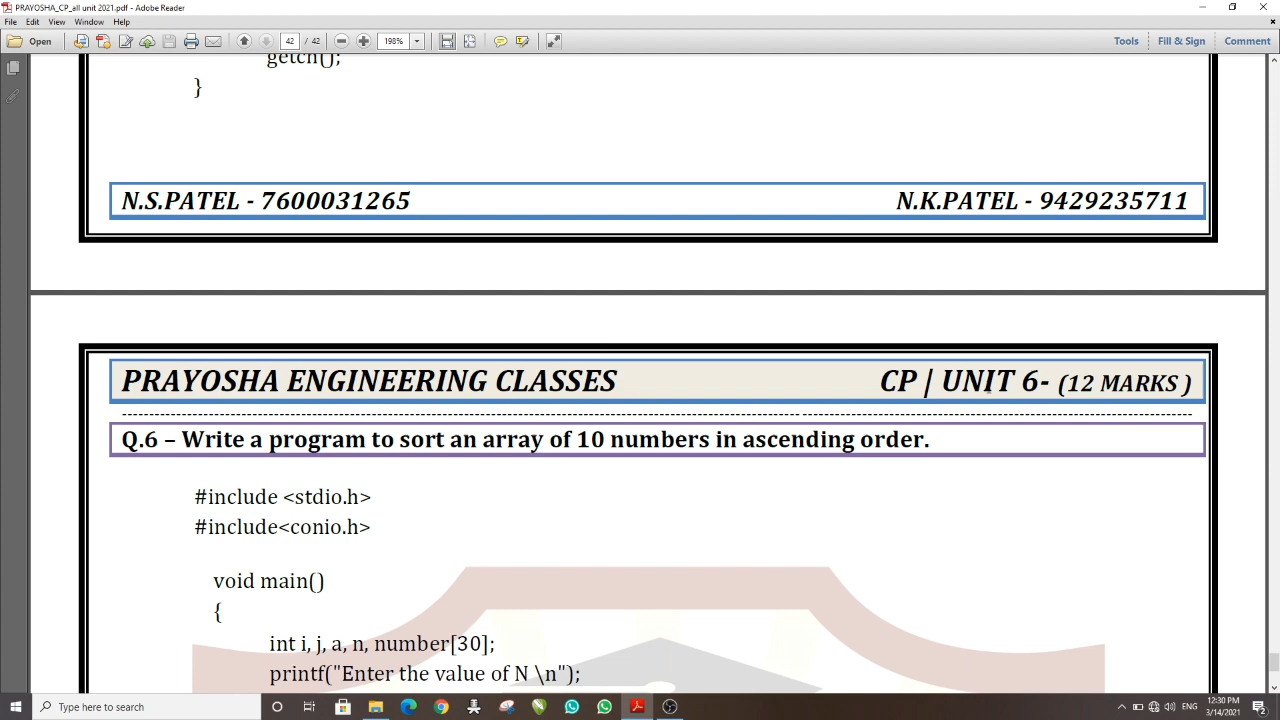 PRAYOSHA_CP_all unit 2021.pdf - Adobe Reader
File Edit View Window Help
Open 42 / 42 198% Tools Fill & Sign Comment
getch();
}
N.S.PATEL - 7600031265 N.K.PATEL - 9429235711
PRAYOSHA ENGINEERING CLASSES CP | UNIT 6- (12 MARKS )
Q.6 – Write a program to sort an array of 10 numbers in ascending order.
#include <stdio.h>
#include<conio.h>
void main()
{
int i, j, a, n, number[30];
printf("Enter the value of N \n");
Type here to search ENG 12:30 PM
3/14/2021 2